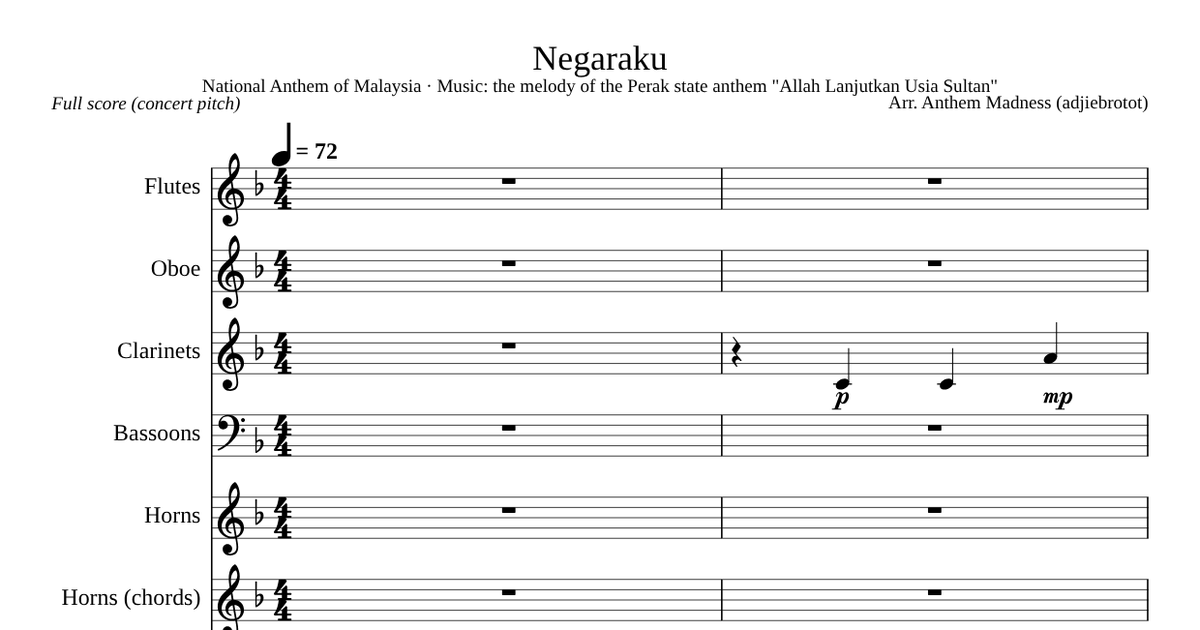 Negaraku
National Anthem of Malaysia · Music: the melody of the Perak state anthem "Allah Lanjutkan Usia Sultan"
Full score (concert pitch)
Arr. Anthem Madness (adjiebrotot)
= 72
Flutes
Oboe
Clarinets
p mp
Bassoons
Horns
Horns (chords)